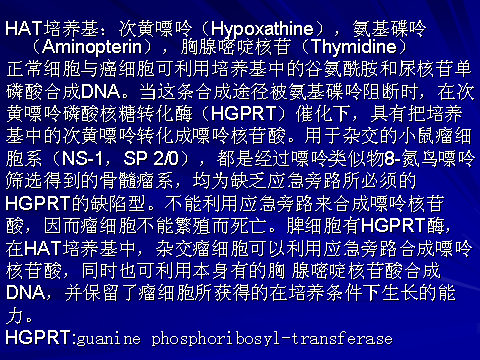 HAT培养基：次黄嘌呤（Hypoxathine），氨基碟呤
（Aminopterin），胸腺嘧啶核苷（Thymidine）
正常细胞与瘤细胞可利用培养基中的谷氨酰胺和尿核苷单
磷酸合成DNA。当这条合成途径被氨基碟呤阻断时，在次
黄嘌呤磷酸核糖转化酶（HGPRT）催化下，具有把培养
基中的次黄嘌呤转化成嘌呤核苷酸。用于杂交的小鼠瘤细
胞系（NS-1，SP 2/0），都是经过嘌呤类似物8-氮鸟嘌呤
筛选得到的骨髓瘤系，均为缺乏应急旁路所必须的
HGPRT的缺陷型。不能利用应急旁路来合成嘌呤核苷
酸，因而瘤细胞不能繁殖而死亡。脾细胞有HGPRT酶，
在HAT培养基中，杂交瘤细胞可以利用应急旁路合成嘌呤
核苷酸，同时也可利用本身有的胸 腺嘧啶核苷酸合成
DNA，并保留了瘤细胞所获得的在培养条件下生长的能
力。
HGPRT:guanine phosphoribosyl-transferase